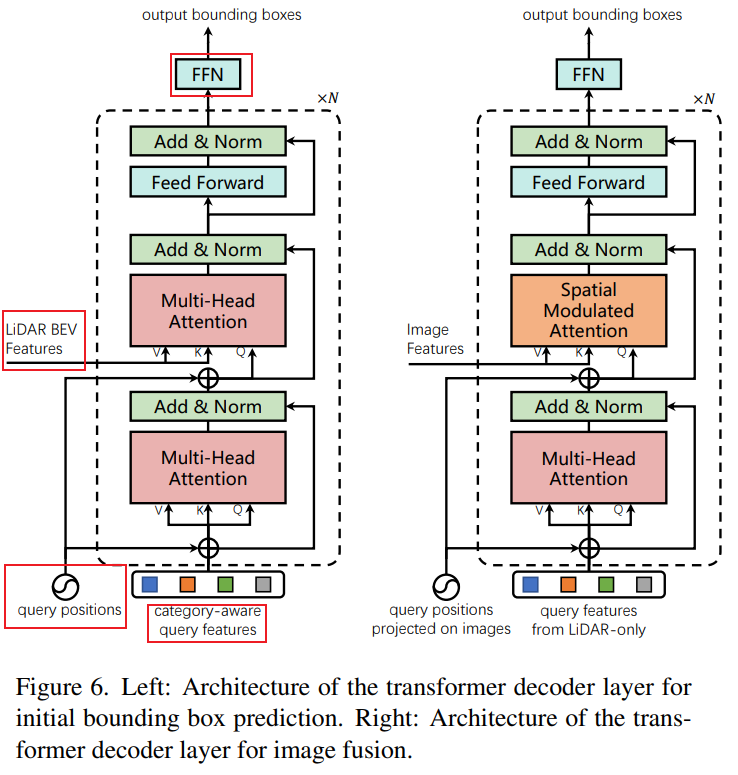 output bounding boxes
FFN
×N
Add & Norm
Feed Forward
Add & Norm
Multi-Head
Attention
LiDAR BEV
Features
V K Q
Add & Norm
Multi-Head
Attention
V K Q
query positions
category-aware
query features
output bounding boxes
FFN
×N
Add & Norm
Feed Forward
Add & Norm
Spatial
Modulated
Attention
Image
Features
V K Q
Add & Norm
Multi-Head
Attention
V K Q
query positions
projected on images
query features
from LiDAR-only
Figure 6. Left: Architecture of the transformer decoder layer for
initial bounding box prediction. Right: Architecture of the trans-
former decoder layer for image fusion.